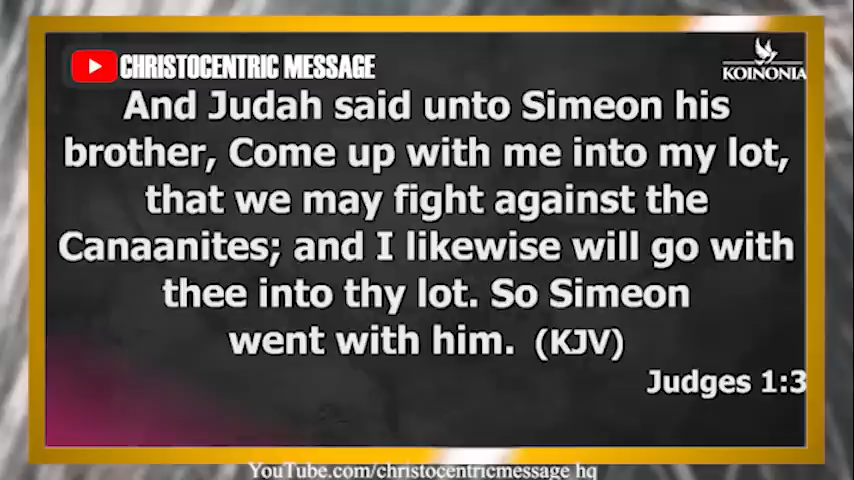 CHRISTOCENTRIC MESSAGE
KOINONIA
And Judah said unto Simeon his
brother, Come up with me into my lot,
that we may fight against the
Canaanites; and I likewise will go with
thee into thy lot. So Simeon
went with him. (KJV)
Judges 1:3
YouTube.com/christocentricmessage hq